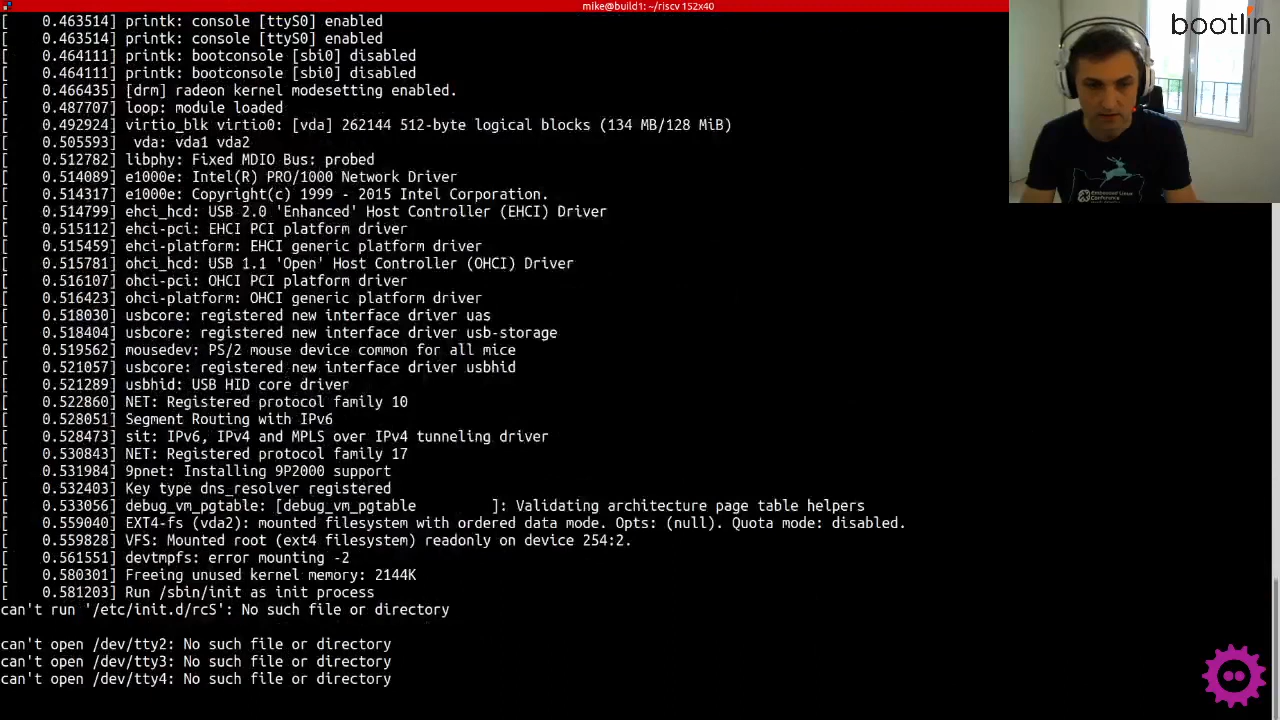 mike@build1: ~/riscv 152x40
bootlin
[    0.463514] printk: console [ttyS0] enabled
[    0.463514] printk: console [ttyS0] enabled
[    0.464111] printk: bootconsole [sbi0] disabled
[    0.464111] printk: bootconsole [sbi0] disabled
[    0.466435] [drm] radeon kernel modesetting enabled.
[    0.487707] loop: module loaded
[    0.492924] virtio_blk virtio0: [vda] 262144 512-byte logical blocks (134 MB/128 MiB)
[    0.505593]  vda: vda1 vda2
[    0.512782] libphy: Fixed MDIO Bus: probed
[    0.514089] e1000e: Intel(R) PRO/1000 Network Driver
[    0.514317] e1000e: Copyright(c) 1999 - 2015 Intel Corporation.
[    0.514799] ehci_hcd: USB 2.0 'Enhanced' Host Controller (EHCI) Driver
[    0.515112] ehci-pci: EHCI PCI platform driver
[    0.515459] ehci-platform: EHCI generic platform driver
[    0.515781] ohci_hcd: USB 1.1 'Open' Host Controller (OHCI) Driver
[    0.516107] ohci-pci: OHCI PCI platform driver
[    0.516423] ohci-platform: OHCI generic platform driver
[    0.518030] usbcore: registered new interface driver uas
[    0.518404] usbcore: registered new interface driver usb-storage
[    0.519562] mousedev: PS/2 mouse device common for all mice
[    0.521057] usbcore: registered new interface driver usbhid
[    0.521289] usbhid: USB HID core driver
[    0.522860] NET: Registered protocol family 10
[    0.528051] Segment Routing with IPv6
[    0.528473] sit: IPv6, IPv4 and MPLS over IPv4 tunneling driver
[    0.530843] NET: Registered protocol family 17
[    0.531984] 9pnet: Installing 9P2000 support
[    0.532403] Key type dns_resolver registered
[    0.533056] debug_vm_pgtable: [debug_vm_pgtable         ]: Validating architecture page table helpers
[    0.559040] EXT4-fs (vda2): mounted filesystem with ordered data mode. Opts: (null). Quota mode: disabled.
[    0.559828] VFS: Mounted root (ext4 filesystem) readonly on device 254:2.
[    0.561551] devtmpfs: error mounting -2
[    0.580301] Freeing unused kernel memory: 2144K
[    0.581203] Run /sbin/init as init process
can't run '/etc/init.d/rcS': No such file or directory
can't open /dev/tty2: No such file or directory
can't open /dev/tty3: No such file or directory
can't open /dev/tty4: No such file or directory
Embedded Linux
Conference